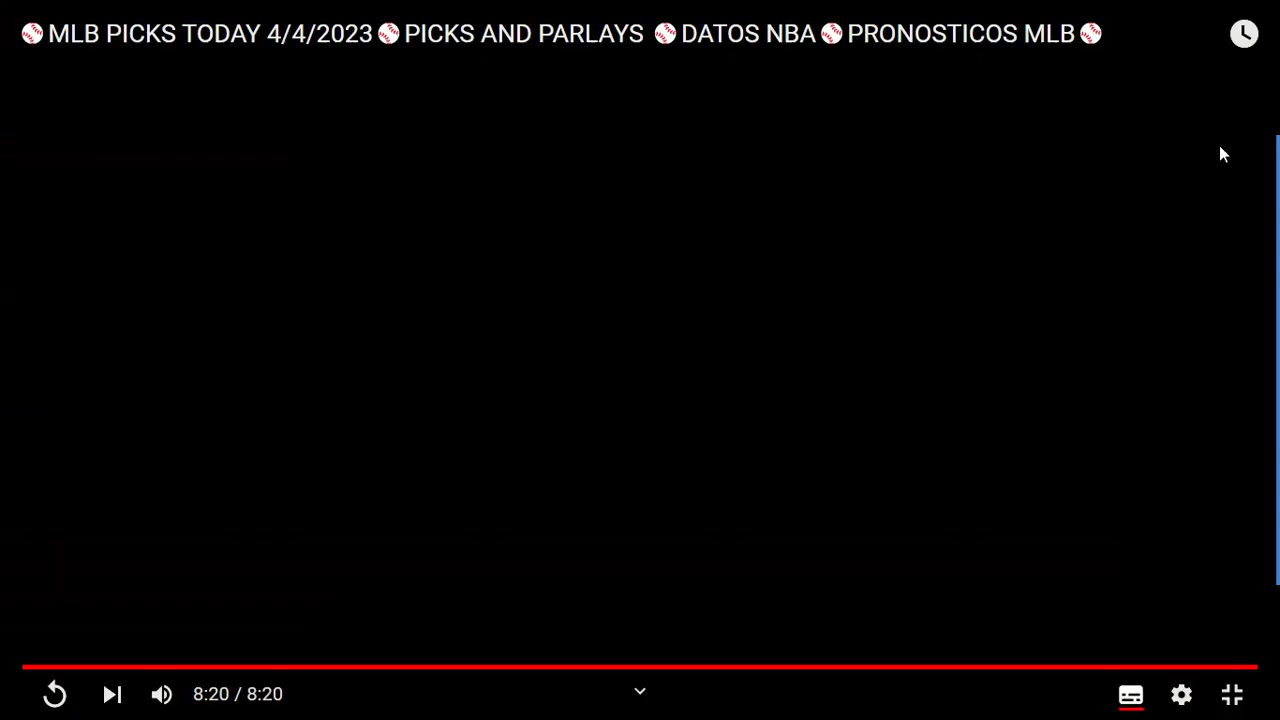 ⚾MLB PICKS TODAY 4/4/2023⚾PICKS AND PARLAYS ⚾DATOS NBA⚾PRONOSTICOS MLB⚾
8:20 / 8:20